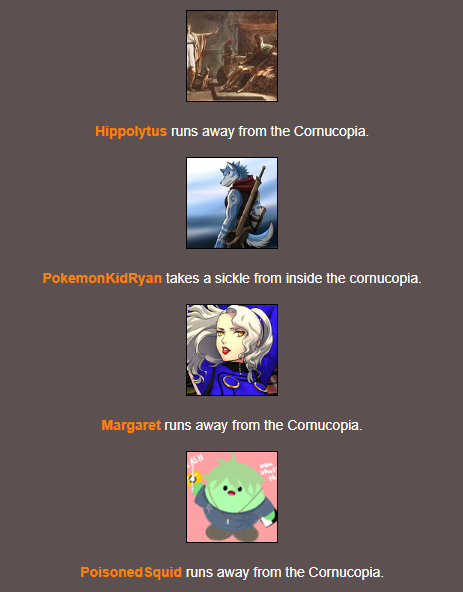 Hippolytus runs away from the Cornucopia.
PokemonKidRyan takes a sickle from inside the cornucopia.
Margaret runs away from the Cornucopia.
PoisonedSquid runs away from the Cornucopia.